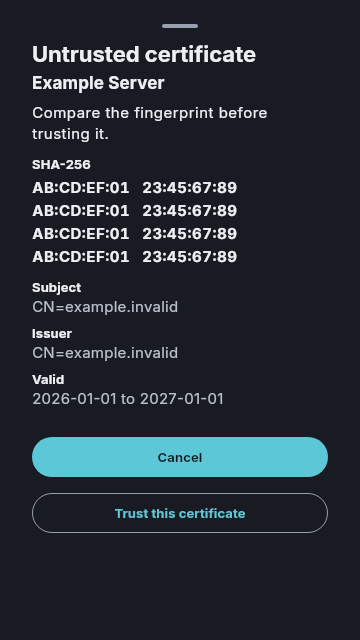 Untrusted certificate
Example Server
Compare the fingerprint before
trusting it.
SHA-256
AB:CD:EF:01 23:45:67:89
AB:CD:EF:01 23:45:67:89
AB:CD:EF:01 23:45:67:89
AB:CD:EF:01 23:45:67:89
Subject
CN=example.invalid
Issuer
CN=example.invalid
Valid
2026-01-01 to 2027-01-01
Cancel
Trust this certificate